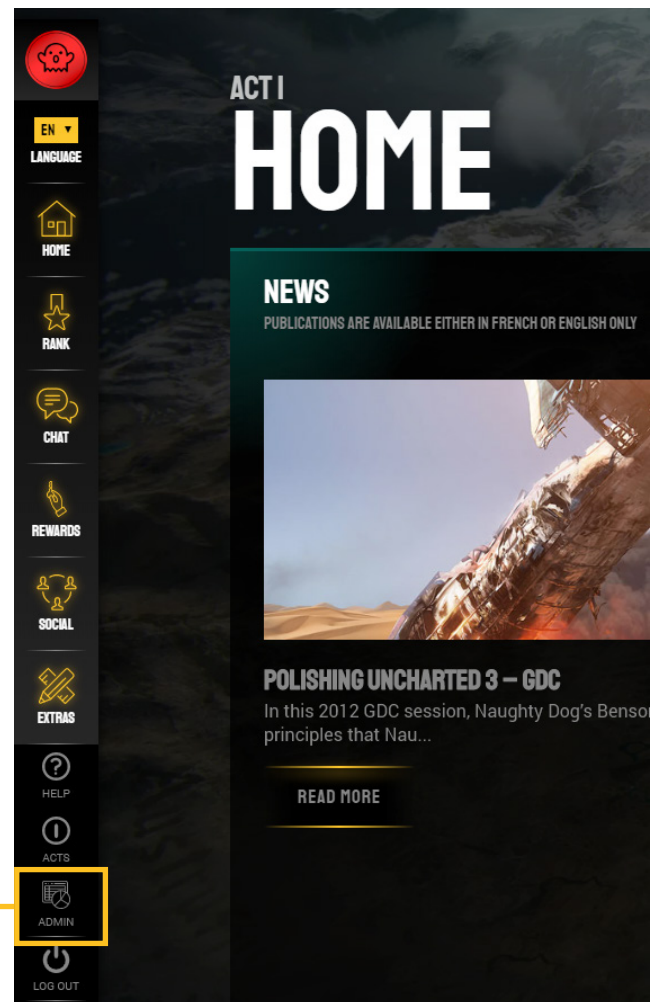 EN
LANGUAGE
HOME
RANK
CHAT
REWARDS
SOCIAL
EXTRAS
HELP
ACTS
ADMIN
LOG OUT
ACT I
HOME
NEWS
PUBLICATIONS ARE AVAILABLE EITHER IN FRENCH OR ENGLISH ONLY
POLISHING UNCHARTED 3 – GDC
In this 2012 GDC session, Naughty Dog's Benson
principles that Nau...
READ MORE